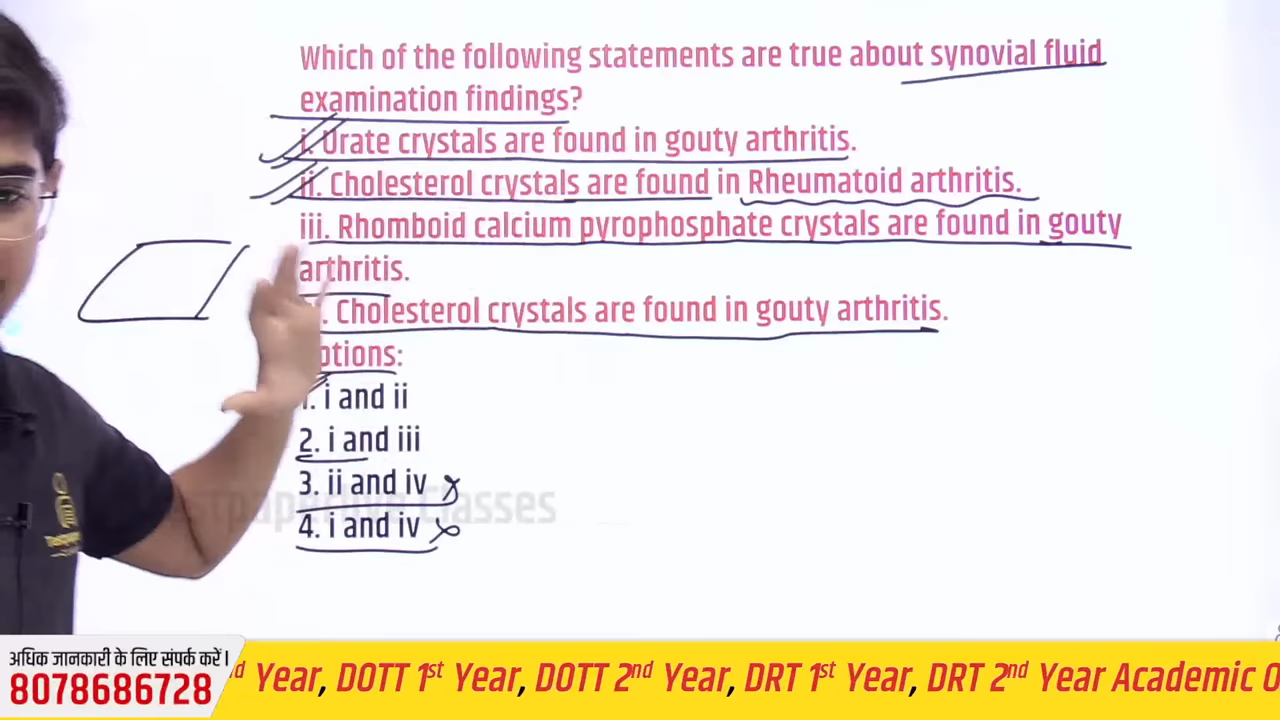 Which of the following statements are true about synovial fluid
examination findings?
i. Urate crystals are found in gouty arthritis.
ii. Cholesterol crystals are found in Rheumatoid arthritis.
iii. Rhomboid calcium pyrophosphate crystals are found in gouty
arthritis.
. Cholesterol crystals are found in gouty arthritis.
ptions:
1. i and ii
2. i and iii
3. ii and iv
4. i and iv
Classes
अधिक जानकारी के लिए संपर्क करें।
8078686728
Year, DOTT 1st Year, DOTT 2nd Year, DRT 1st Year, DRT 2nd Year Academic